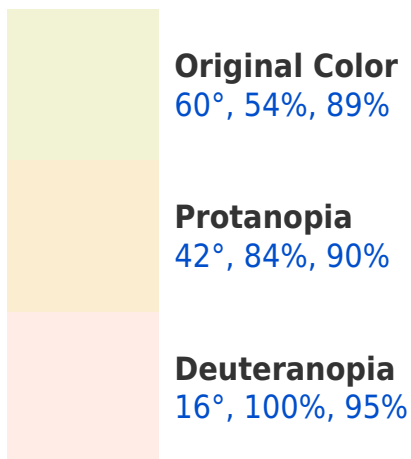 Original Color
60°, 54%, 89%
Protanopia
42°, 84%, 90%
Deuteranopia
16°, 100%, 95%